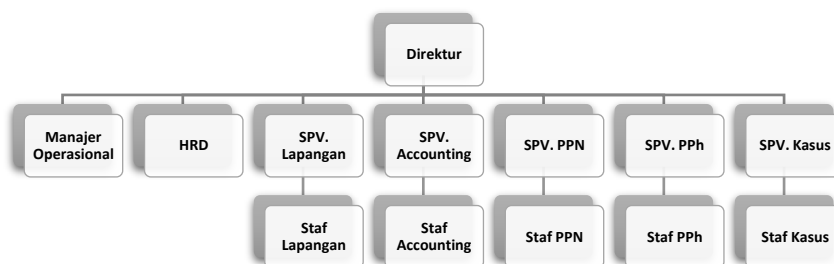 Direktur
Manajer
Operasional
HRD
SPV.
Lapangan
SPV.
Accounting
SPV. PPN
SPV. PPh
SPV. Kasus
Staf
Lapangan
Staf
Accounting
Staf PPN
Staf PPh
Staf Kasus